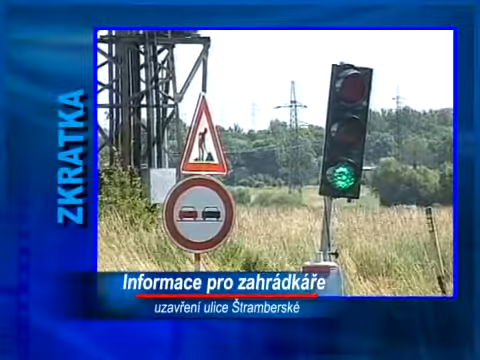 ZKRATKA
Informace pro zahrádkáře
uzavření ulice Štramberské